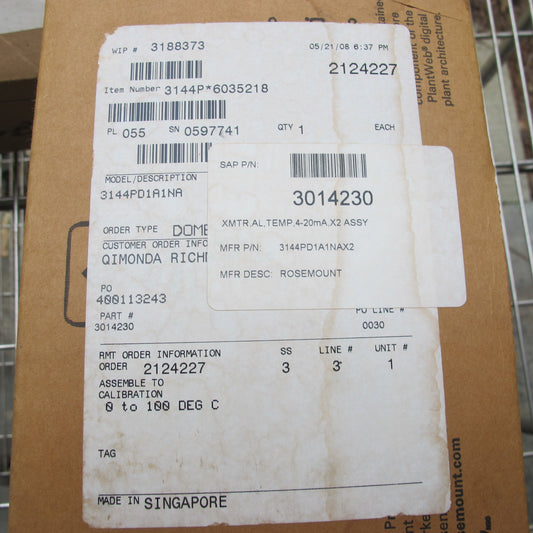 WIP # 3188373
05/21/08 6:37 PM
2124227
Item Number 3144P*6035218
PL 055 SN 0597741 QTY 1 EACH
MODEL/DESCRIPTION
3144PD1A1NA
SAP P/N:
3014230
XMTR,AL,TEMP,4-20mA,X2 ASSY
MFR P/N: 3144PD1A1NAX2
MFR DESC: ROSEMOUNT
ORDER TYPE
CUSTOMER ORDER INFO
QIMONDA
PO
400113243
PART #
3014230
PO LINE #
0030
RMT ORDER INFORMATION SS LINE # UNIT #
ORDER 2124227 3 3 1
ASSEMBLE TO
CALIBRATION
0 to 100 DEG C
TAG
MADE IN SINGAPORE
component of the
PlantWeb® digital
plant architecture.